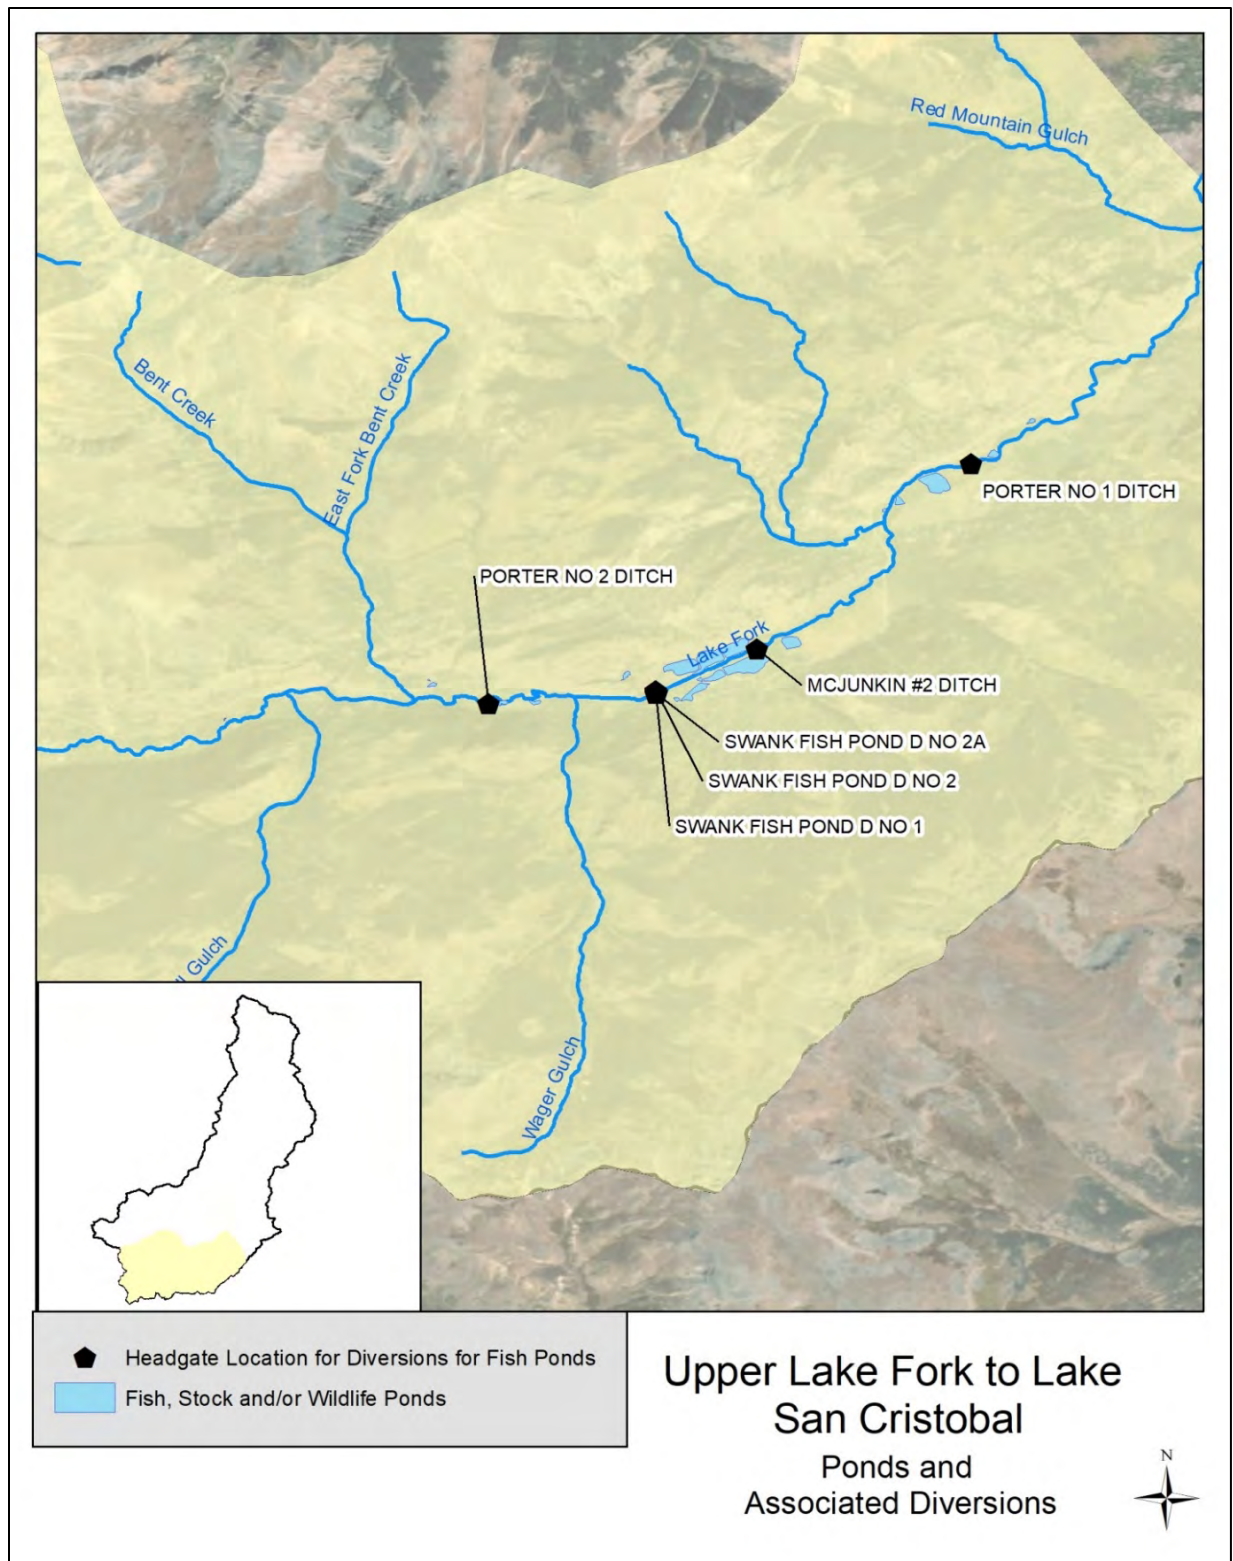 Red Mountain Gulch
Bent Creek
East Fork Bent Creek
PORTER NO 1 DITCH
PORTER NO 2 DITCH
Lake Fork
MCJUNKIN #2 DITCH
SWANK FISH POND D NO 2A
SWANK FISH POND D NO 2
SWANK FISH POND D NO 1
Gulch
Wager Gulch
Headgate Location for Diversions for Fish Ponds
Fish, Stock and/or Wildlife Ponds
Upper Lake Fork to Lake
San Cristobal
Ponds and
Associated Diversions
N